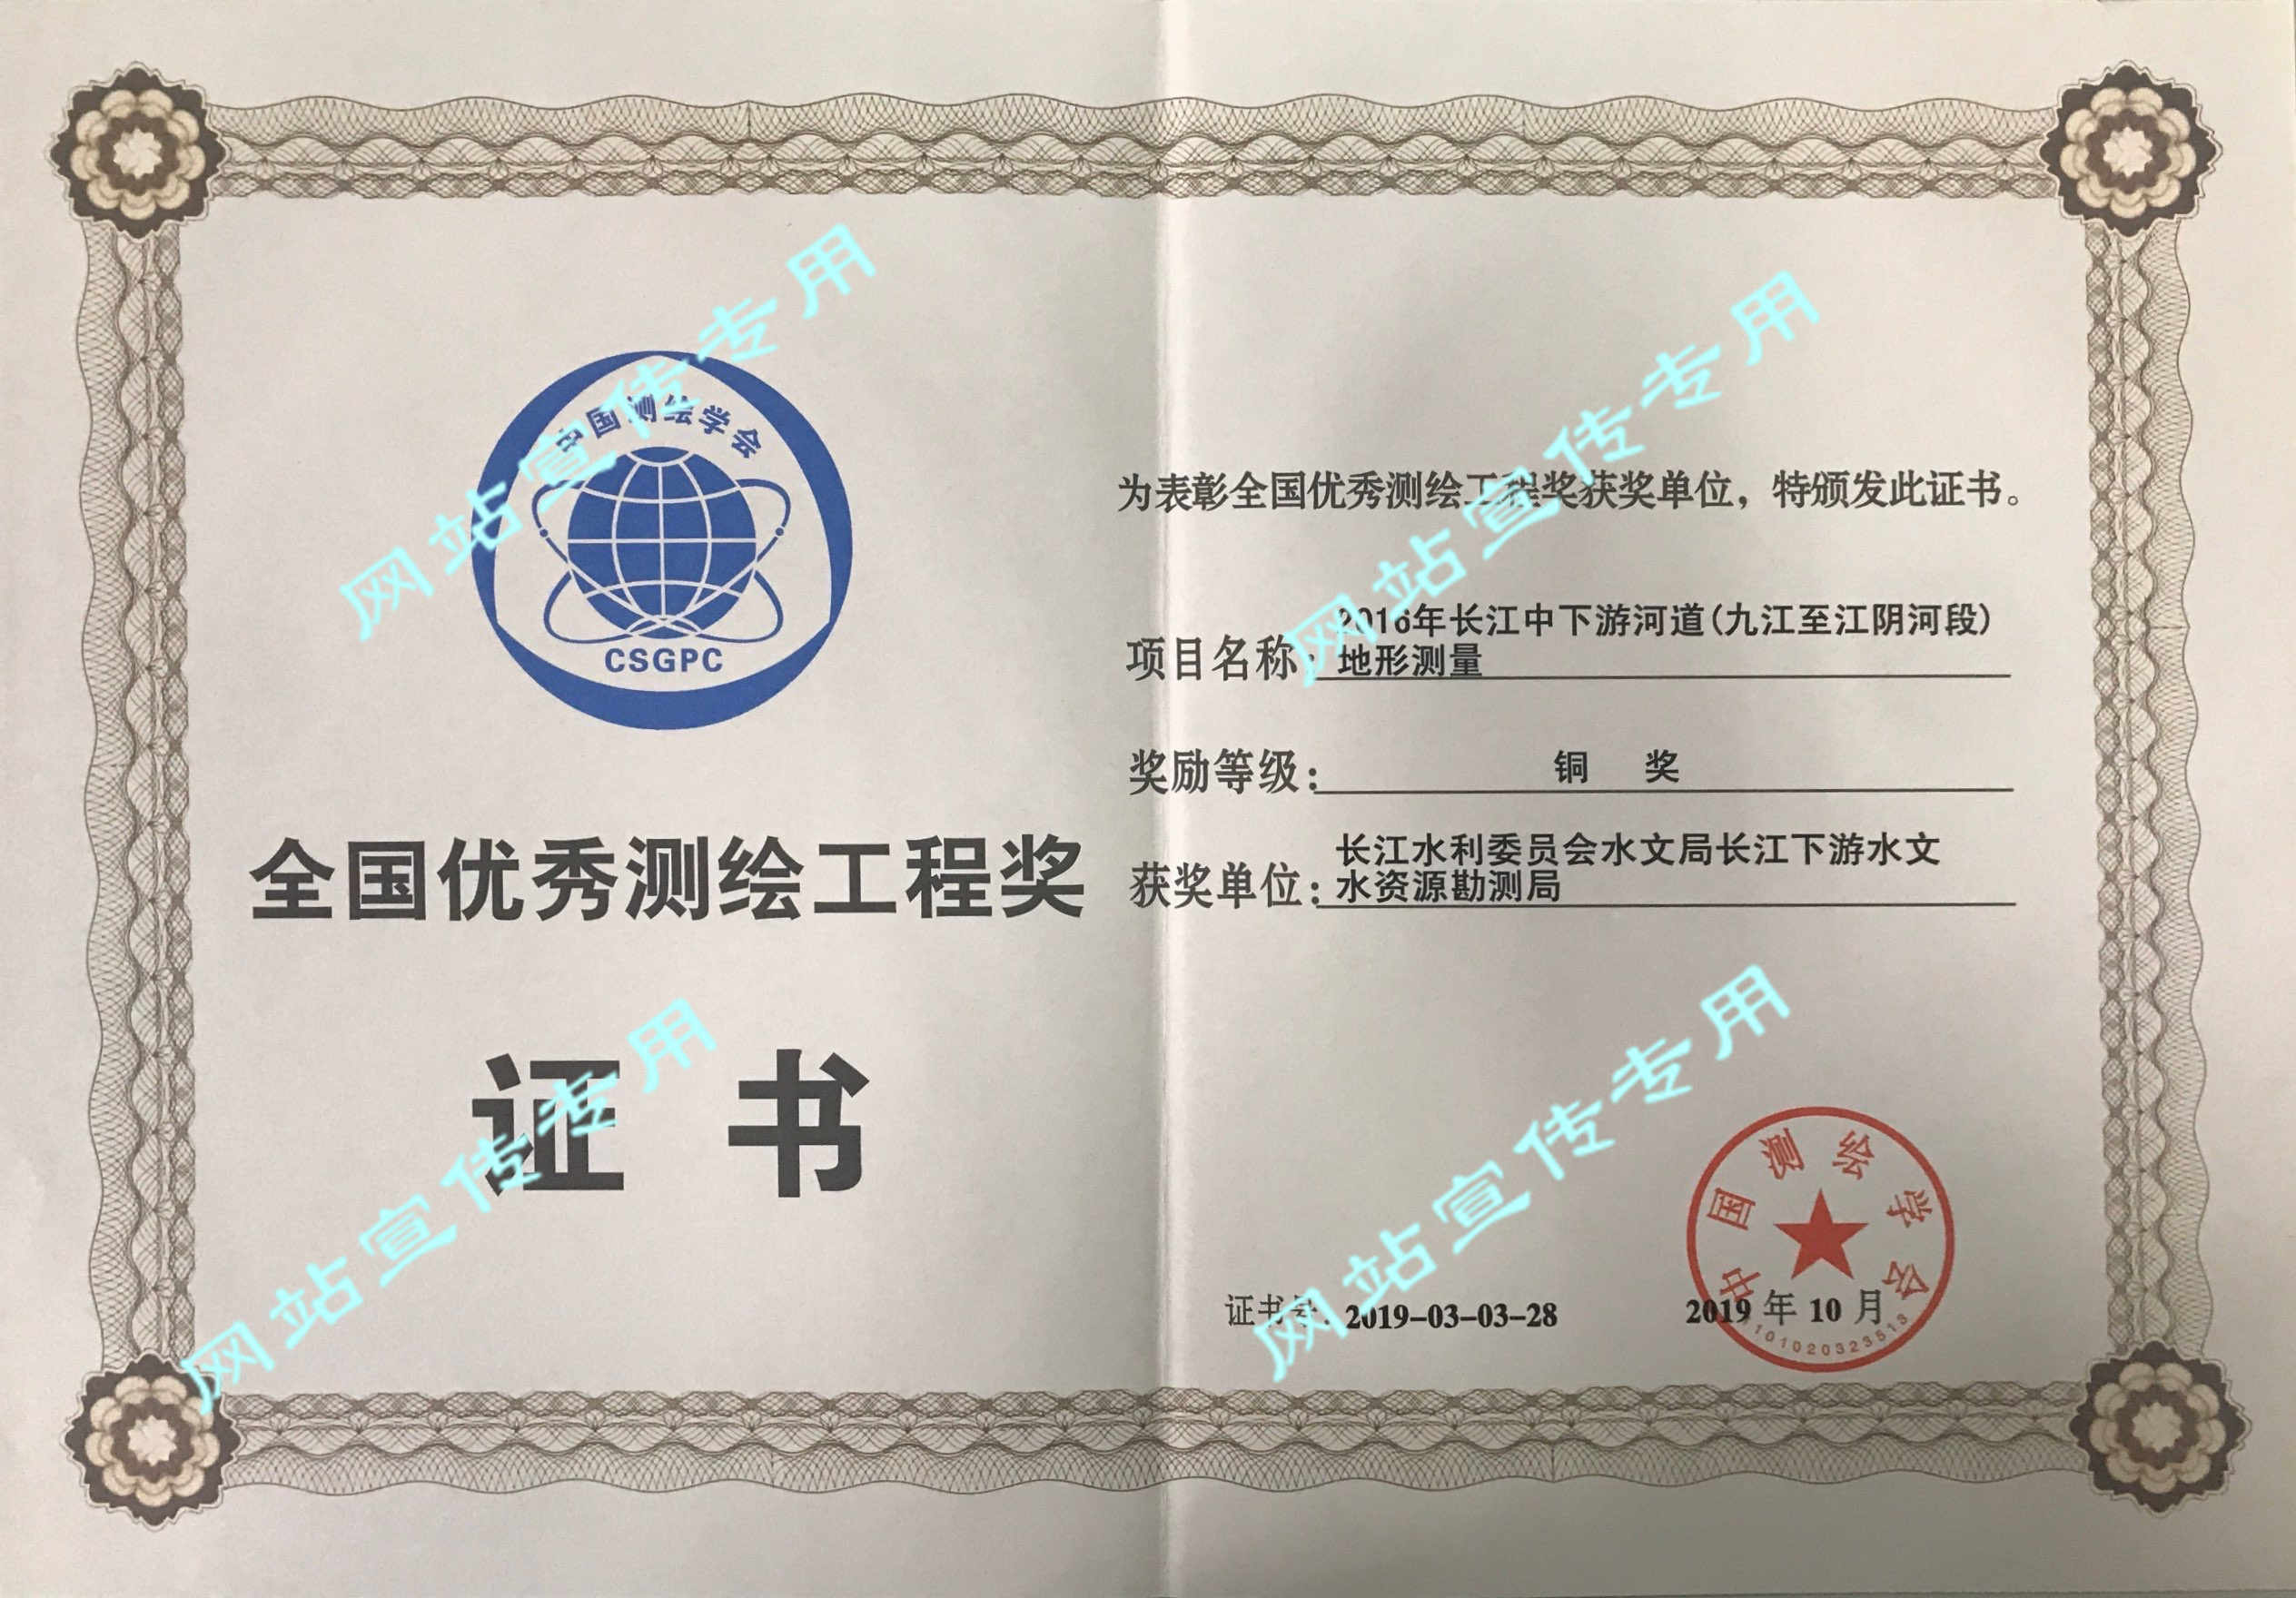 中国测绘学会
CSGPC
全国优秀测绘工程奖
证 书
为表彰全国优秀测绘工程奖获奖单位，特颁发此证书。
项目名称：2016年长江中下游河道(九江至江阴河段)
地形测量
奖励等级：铜 奖
获奖单位：长江水利委员会水文局长江下游水文
水资源勘测局
证书号：2019-03-03-28
2019 年 10 月
中国测绘学会
网站宣传专用
网站宣传专用
网站宣传专用
网站宣传专用